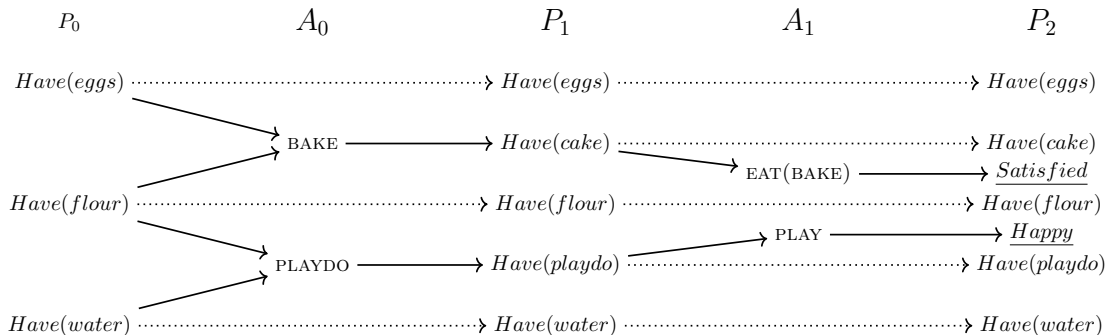 P₀ A₀ P₁ A₁ P₂
Have(eggs) Have(eggs) Have(eggs)
BAKE Have(cake) Have(cake)
EAT(BAKE) Satisfied
Have(flour) Have(flour) Have(flour)
PLAY Happy
PLAYDO Have(playdo) Have(playdo)
Have(water) Have(water) Have(water)